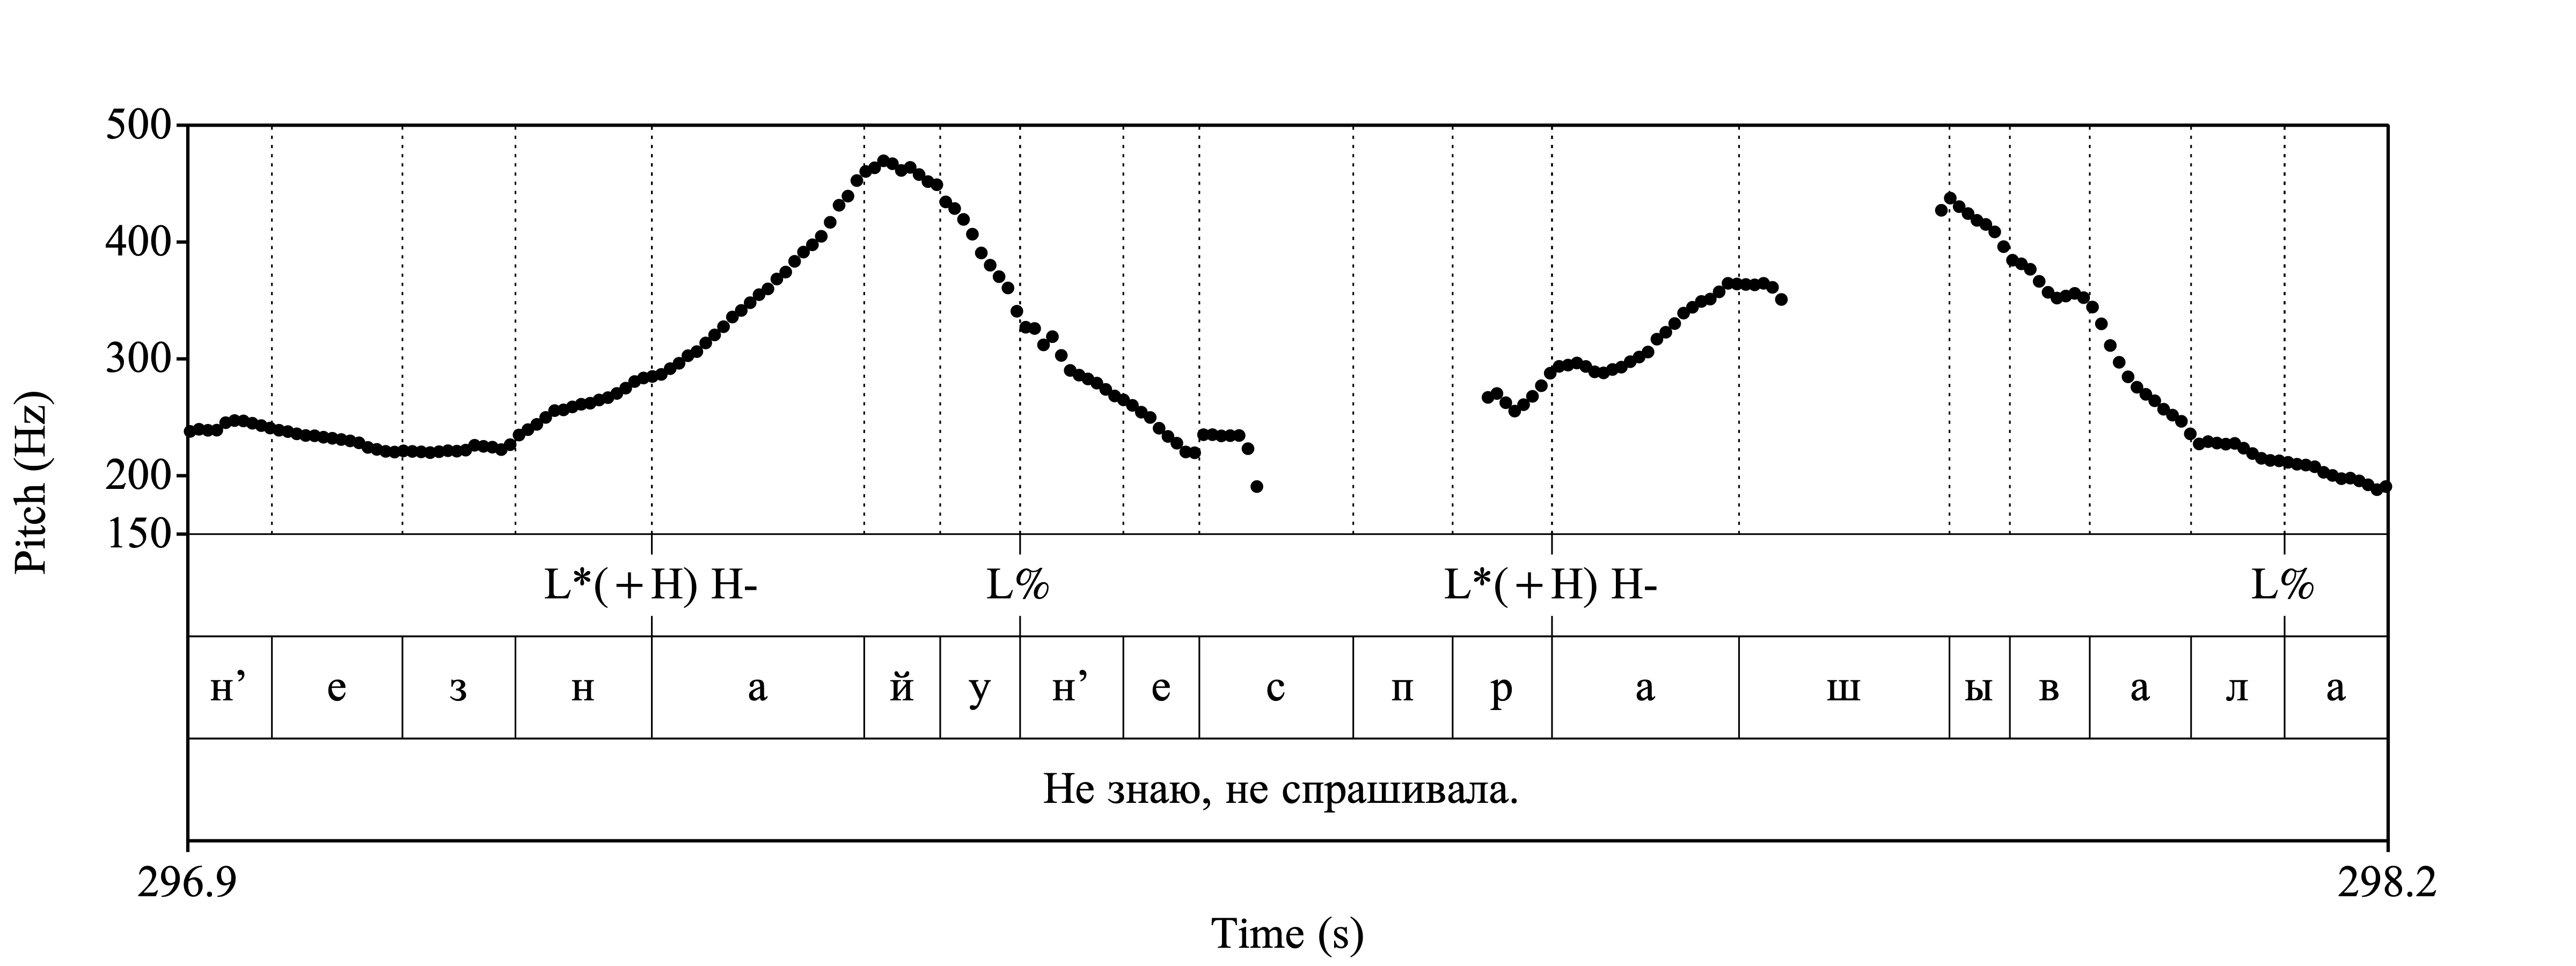 500
400
300
200
150
Pitch (Hz)
L*(+H) H- L% L*(+H) H- L%
н’ е з н а й у н’ е с п р а ш ы в а л а
Не знаю, не спрашивала.
296.9 298.2
Time (s)